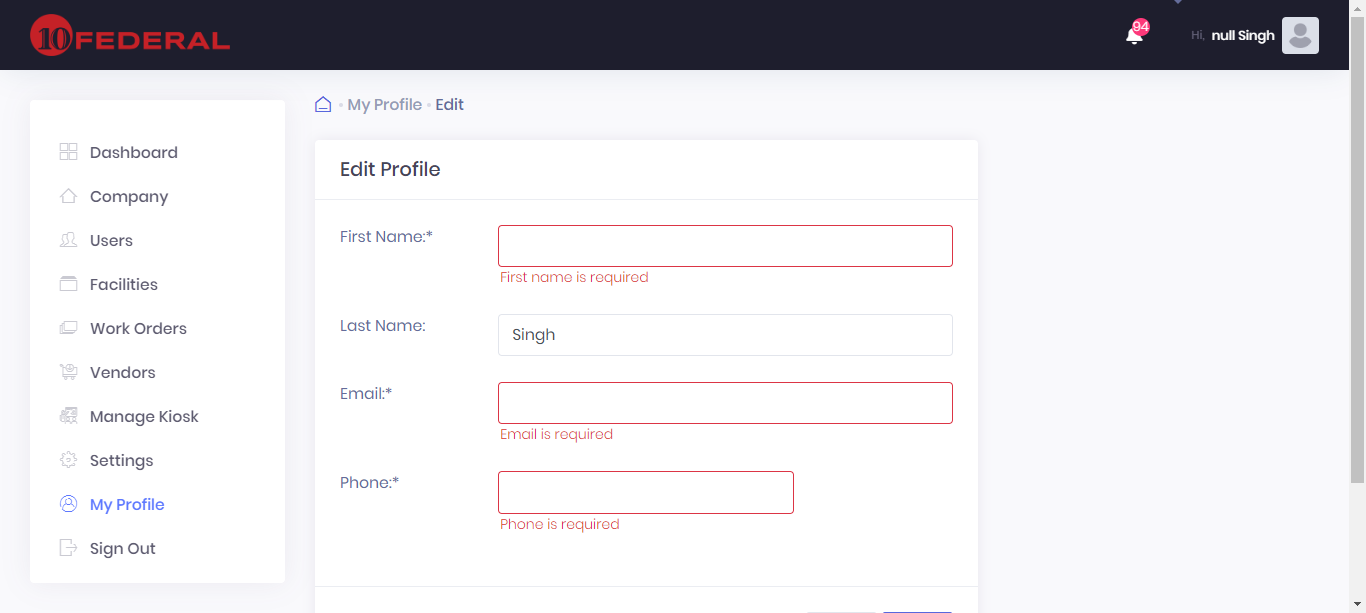 10 FEDERAL
94
Hi, null Singh
My Profile • Edit
Dashboard
Company
Users
Facilities
Work Orders
Vendors
Manage Kiosk
Settings
My Profile
Sign Out
Edit Profile
First Name:*
First name is required
Last Name: Singh
Email:*
Email is required
Phone:*
Phone is required